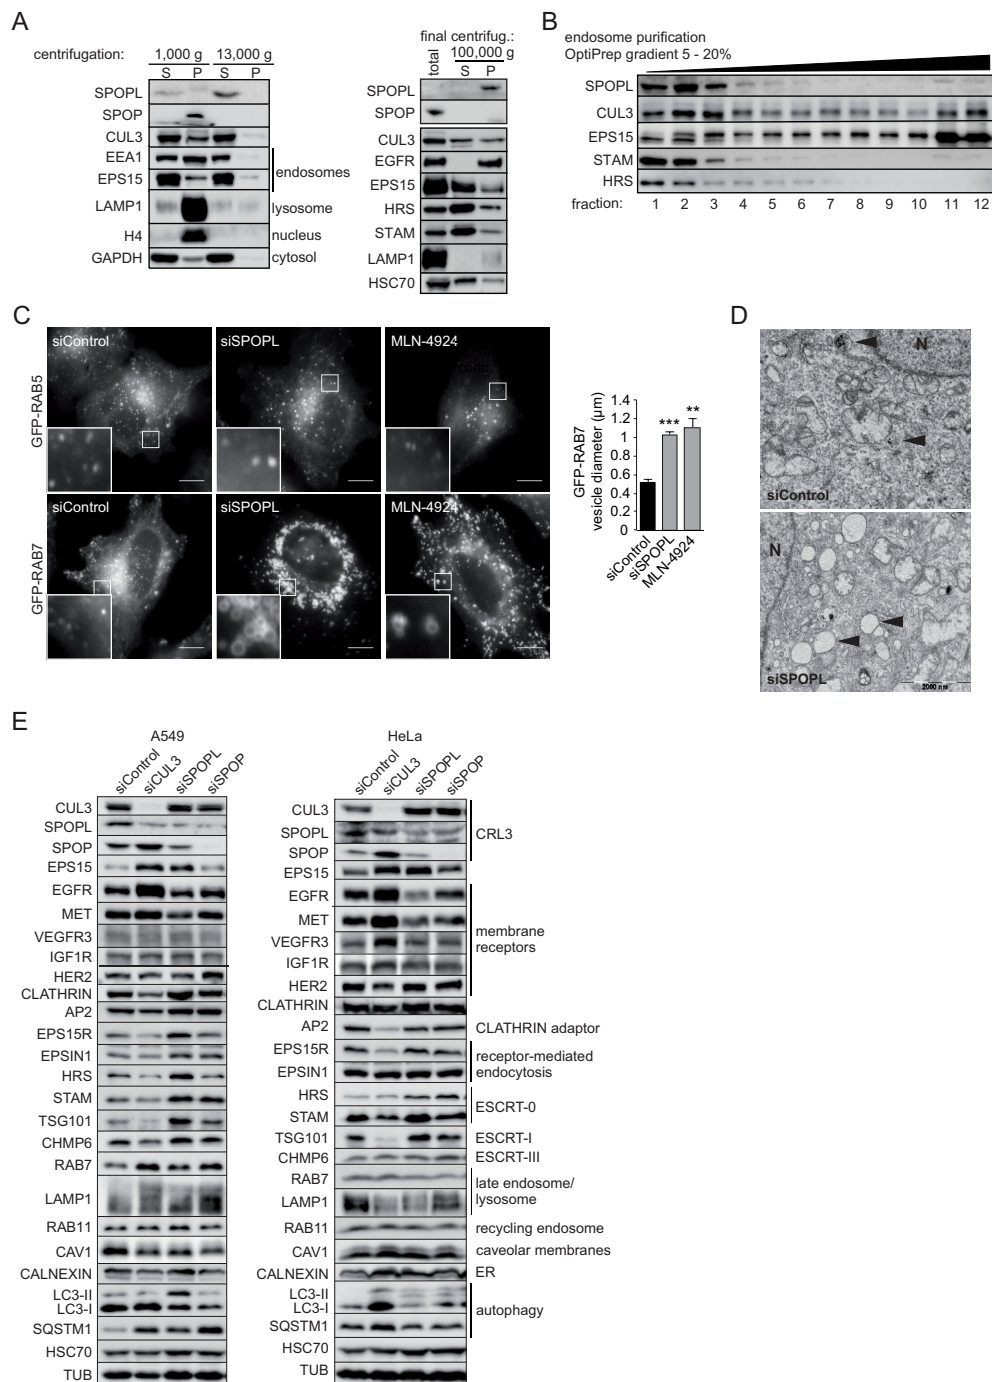 A
centrifugation:
1,000 g 13,000 g
S P S P
SPOPL
SPOP
CUL3
EEA1
EPS15
endosomes
LAMP1
lysosome
H4
nucleus
GAPDH
cytosol
final centrifug.:
total
100,000 g
S P
SPOPL
SPOP
CUL3
EGFR
EPS15
HRS
STAM
LAMP1
HSC70
B
endosome purification
OptiPrep gradient 5 - 20%
SPOPL
CUL3
EPS15
STAM
HRS
fraction: 1 2 3 4 5 6 7 8 9 10 11 12
C
GFP-RAB5
siControl
siSPOPL
MLN-4924
GFP-RAB7
siControl
siSPOPL
MLN-4924
GFP-RAB7
vesicle diameter (µm)
1.4
1.2
1
0.8
0.6
0.4
0.2
0
***
**
siControl
siSPOPL
MLN-4924
D
N
siControl
N
siSPOPL
2000 nm
E
A549
siControl
siCUL3
siSPOPL
siSPOP
CUL3
SPOPL
SPOP
EPS15
EGFR
MET
VEGFR3
IGF1R
HER2
CLATHRIN
AP2
EPS15R
EPSIN1
HRS
STAM
TSG101
CHMP6
RAB7
LAMP1
RAB11
CAV1
CALNEXIN
LC3-II
LC3-I
SQSTM1
HSC70
TUB
HeLa
siControl
siCUL3
siSPOPL
siSPOP
CUL3
SPOPL
CRL3
SPOP
EPS15
EGFR
MET
membrane
receptors
VEGFR3
IGF1R
HER2
CLATHRIN
AP2
CLATHRIN adaptor
EPS15R
receptor-mediated
endocytosis
EPSIN1
HRS
ESCRT-0
STAM
TSG101
ESCRT-I
CHMP6
ESCRT-III
RAB7
late endosome/
lysosome
LAMP1
RAB11
recycling endosome
CAV1
caveolar membranes
CALNEXIN
ER
LC3-II
LC3-I
autophagy
SQSTM1
HSC70
TUB